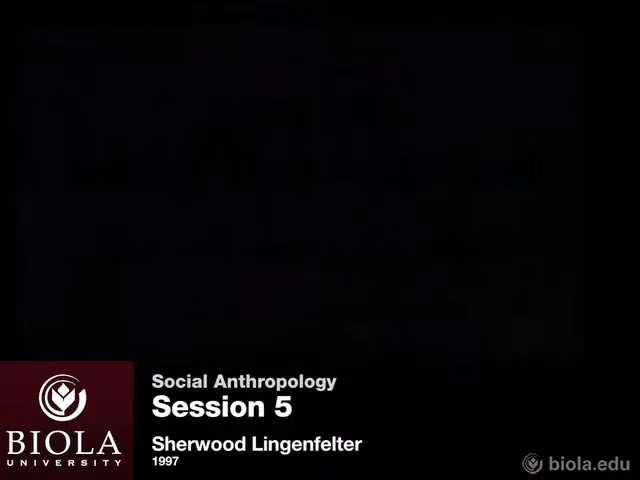 Social Anthropology
Session 5
Sherwood Lingenfelter
1997
BIOLA
UNIVERSITY
biola.edu